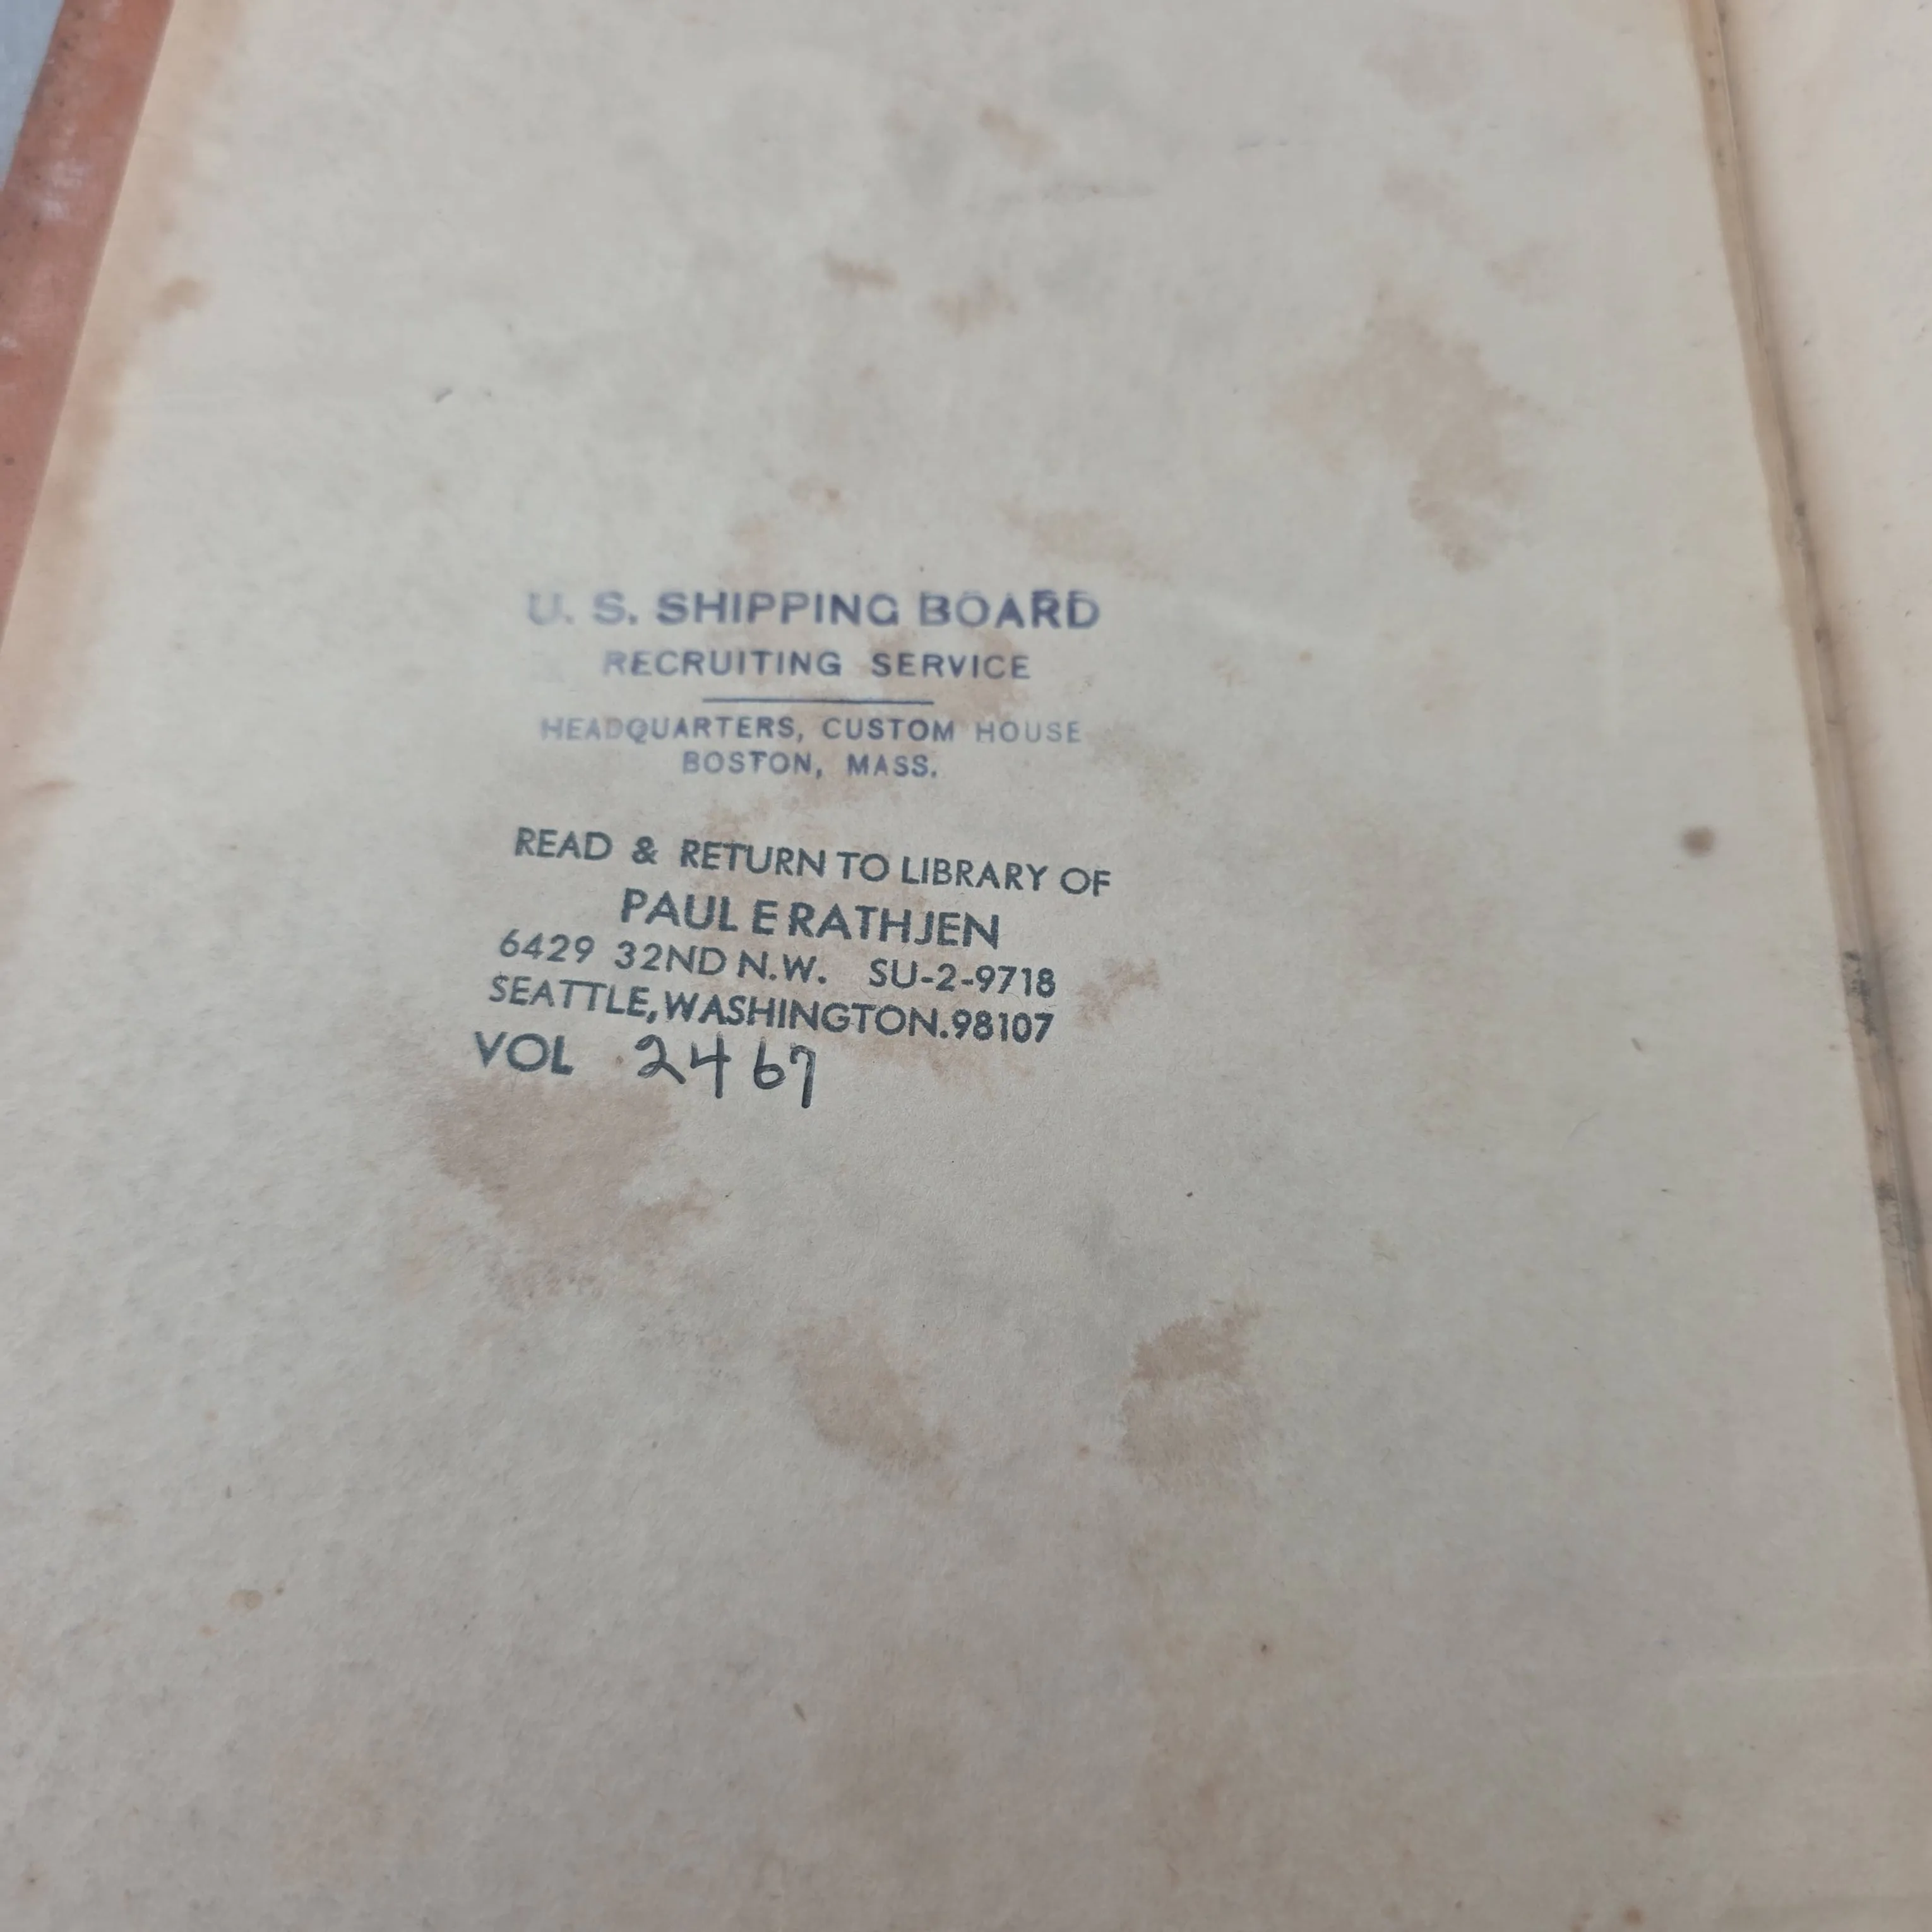 U. S. SHIPPING BOARD
RECRUITING SERVICE
HEADQUARTERS, CUSTOM HOUSE
BOSTON, MASS.
READ & RETURN TO LIBRARY OF
PAUL E RATHJEN
6429 32ND N.W. SU-2-9718
SEATTLE, WASHINGTON. 98107
VOL 2467